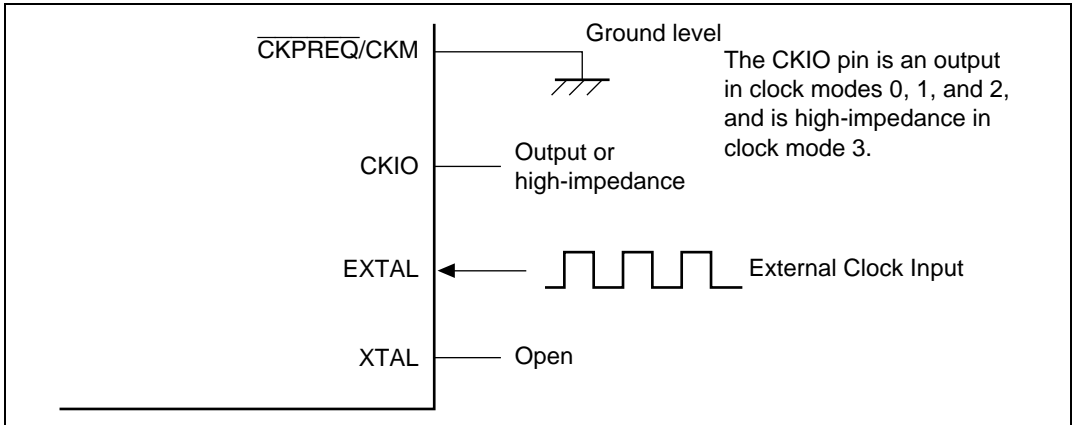 CKPREQ/CKM
Ground level
The CKIO pin is an output
in clock modes 0, 1, and 2,
and is high-impedance in
clock mode 3.
CKIO
Output or
high-impedance
EXTAL
External Clock Input
XTAL
Open